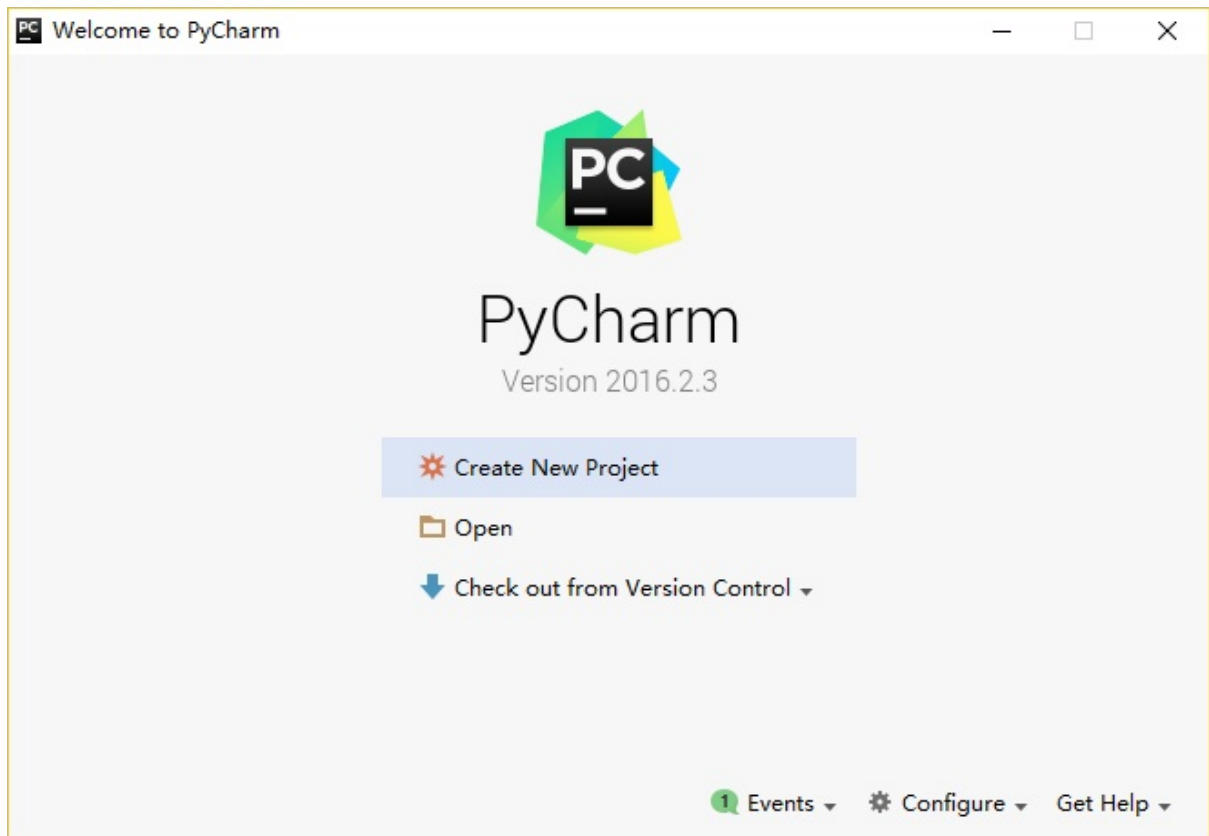 PC Welcome to PyCharm
PC
PyCharm
Version 2016.2.3
Create New Project
Open
Check out from Version Control
1 Events Configure Get Help